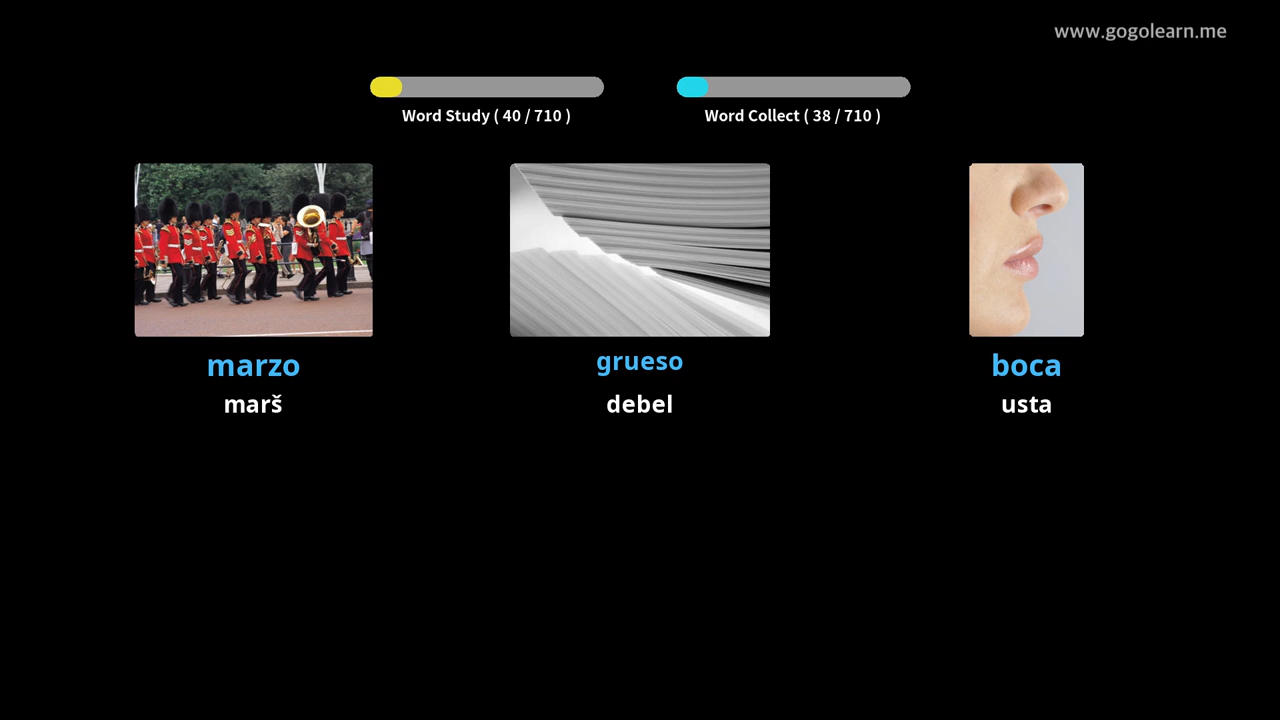 www.gogolearn.me
Word Study ( 40 / 710 )
Word Collect ( 38 / 710 )
marzo
grueso
boca
marš
debel
usta